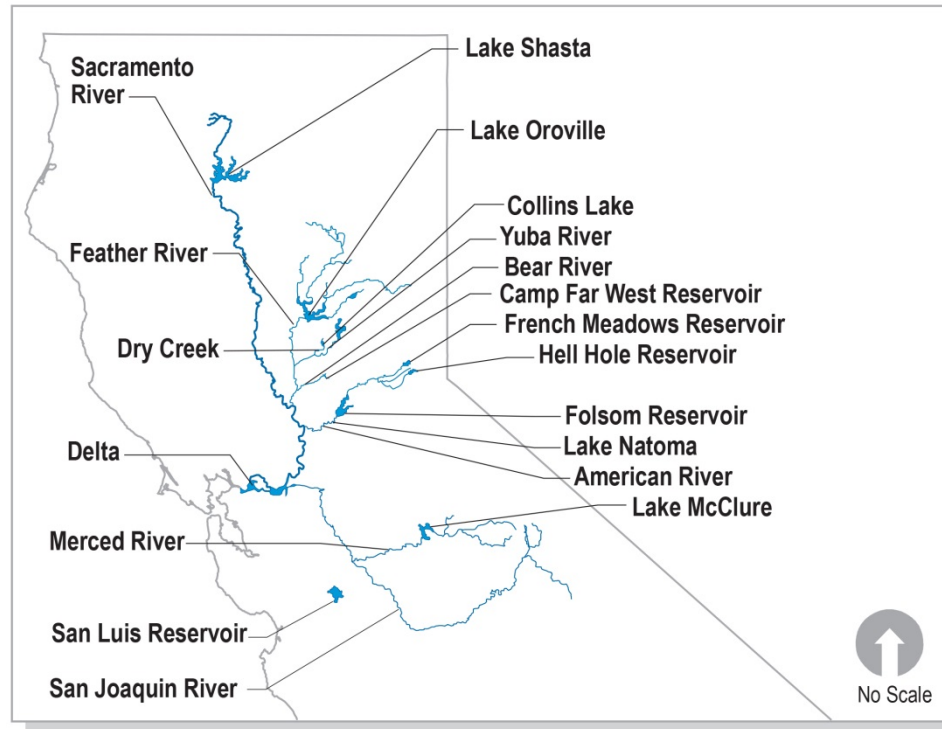 Lake Shasta
Sacramento
River
Lake Oroville
Collins Lake
Yuba River
Feather River
Bear River
Camp Far West Reservoir
French Meadows Reservoir
Dry Creek
Hell Hole Reservoir
Folsom Reservoir
Lake Natoma
Delta
American River
Lake McClure
Merced River
San Luis Reservoir
San Joaquin River
No Scale